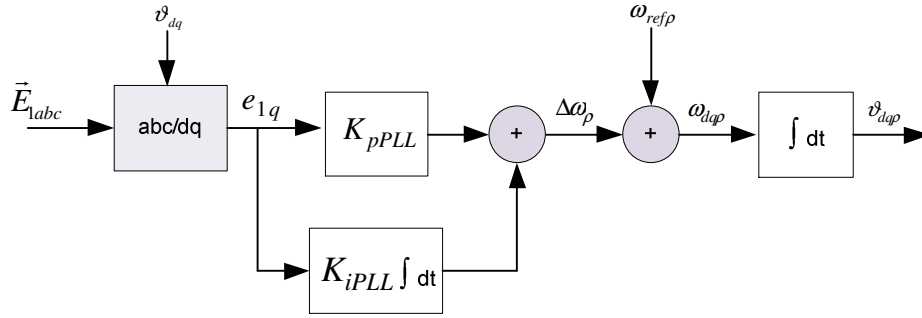 ϑ_dq
ω_refρ
E⃗_1abc
abc/dq
e_1q
K_pPLL
+
Δω_ρ
+
ω_dqρ
∫ dt
ϑ_dqρ
K_iPLL ∫ dt